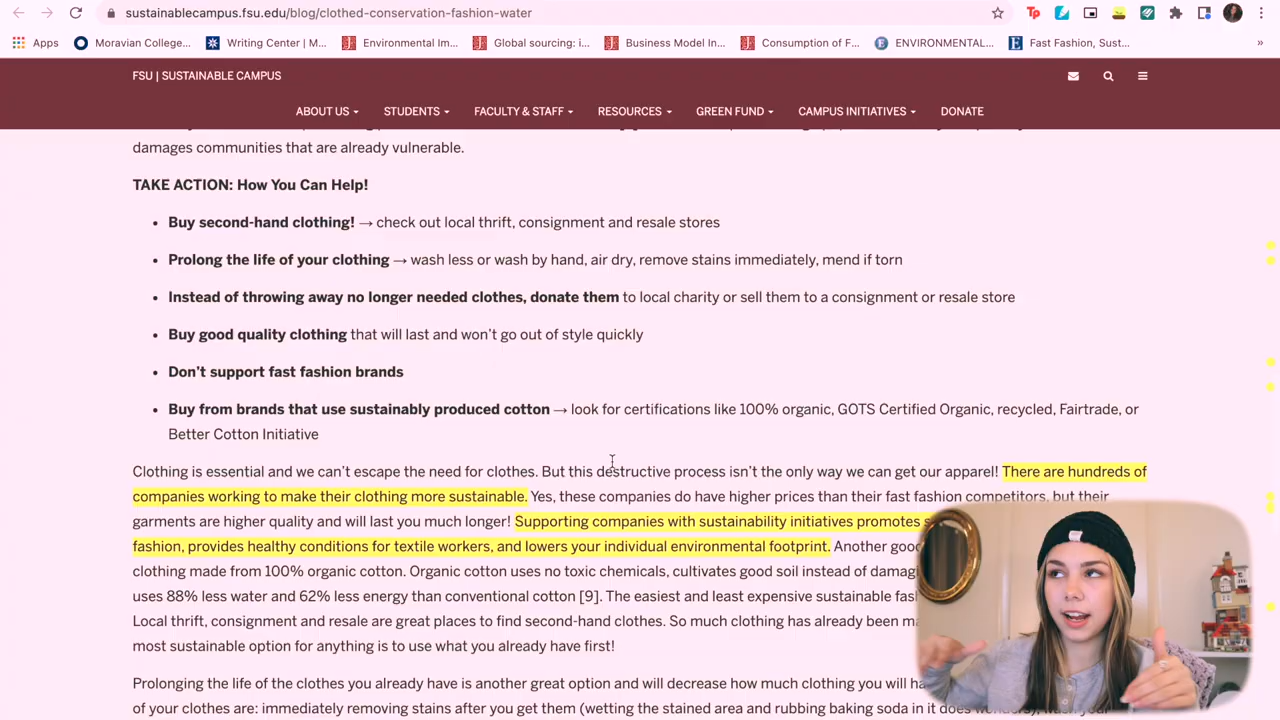 sustainablecampus.fsu.edu/blog/clothed-conservation-fashion-water
Apps Moravian College... Writing Center | M... Environmental Im... Global sourcing: i... Business Model In... Consumption of F... ENVIRONMENTAL... Fast Fashion, Sust... »
FSU | SUSTAINABLE CAMPUS
ABOUT US STUDENTS FACULTY & STAFF RESOURCES GREEN FUND CAMPUS INITIATIVES DONATE
damages communities that are already vulnerable.
TAKE ACTION: How You Can Help!
• Buy second-hand clothing! → check out local thrift, consignment and resale stores
• Prolong the life of your clothing → wash less or wash by hand, air dry, remove stains immediately, mend if torn
• Instead of throwing away no longer needed clothes, donate them to local charity or sell them to a consignment or resale store
• Buy good quality clothing that will last and won't go out of style quickly
• Don't support fast fashion brands
• Buy from brands that use sustainably produced cotton → look for certifications like 100% organic, GOTS Certified Organic, recycled, Fairtrade, or
Better Cotton Initiative
Clothing is essential and we can't escape the need for clothes. But this destructive process isn't the only way we can get our apparel! There are hundreds of
companies working to make their clothing more sustainable. Yes, these companies do have higher prices than their fast fashion competitors, but their
garments are higher quality and will last you much longer! Supporting companies with sustainability initiatives promotes
fashion, provides healthy conditions for textile workers, and lowers your individual environmental footprint. Another
clothing made from 100% organic cotton. Organic cotton uses no toxic chemicals, cultivates good soil instead of
uses 88% less water and 62% less energy than conventional cotton [9]. The easiest and least expensive sustainable
Local thrift, consignment and resale are great places to find second-hand clothes. So much clothing has already been
most sustainable option for anything is to use what you already have first!
Prolonging the life of the clothes you already have is another great option and will decrease how much clothing you will
of your clothes are: immediately removing stains after you get them (wetting the stained area and rubbing baking soda in it does